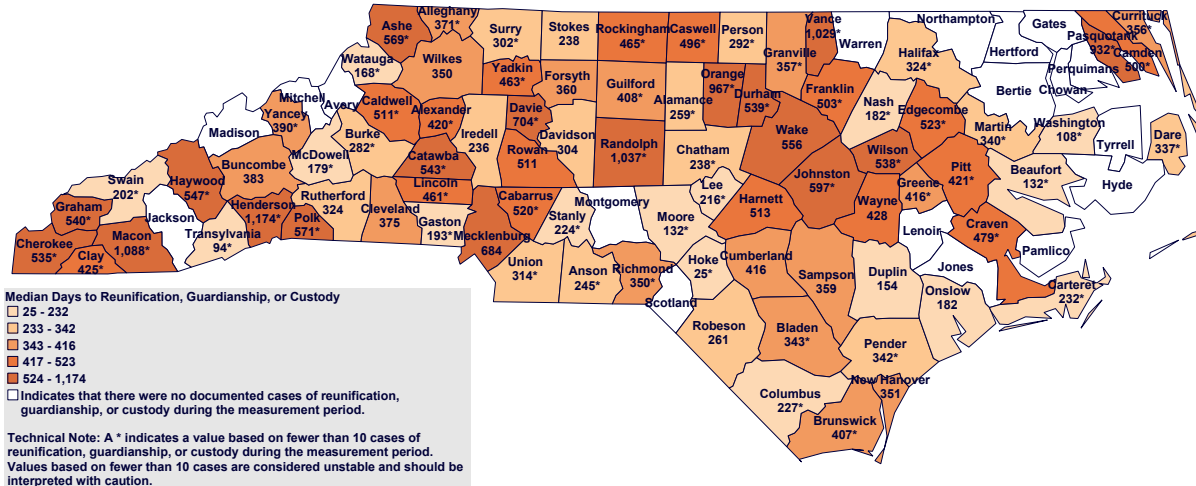 Alleghany
371*
Ashe
569*
Surry
302*
Stokes
238
Rockingham
465*
Caswell
496*
Person
292*
Vance
1,029*
Warren
Northampton
Gates
Currituck
356*
Pasquotank
932*
Camden
500*
Hertford
Perquimans
Chowan
Bertie
Halifax
324*
Granville
357*
Watauga
168*
Wilkes
350
Yadkin
463*
Forsyth
360
Guilford
408*
Alamance
259*
Orange
967*
Durham
539*
Franklin
503*
Nash
182*
Edgecombe
523*
Martin
340*
Washington
108*
Tyrrell
Dare
337*
Mitchell
Avery
Caldwell
511*
Alexander
420*
Iredell
236
Davie
704*
Davidson
304
Randolph
1,037*
Chatham
238*
Wake
556
Wilson
538*
Pitt
421*
Beaufort
132*
Hyde
Madison
Yancey
390*
Burke
282*
McDowell
179*
Catawba
543*
Rowan
511
Johnston
597*
Greene
416*
Swain
202*
Haywood
547*
Buncombe
383
Rutherford
324
Lincoln
461*
Cabarrus
520*
Stanly
224*
Montgomery
Moore
132*
Lee
216*
Harnett
513
Wayne
428
Lenoir
Craven
479*
Pamlico
Graham
540*
Jackson
Henderson
1,174*
Polk
571*
Cleveland
375
Gaston
193*
Mecklenburg
684
Transylvania
94*
Cherokee
535*
Clay
425*
Macon
1,088*
Union
314*
Anson
245*
Richmond
350*
Hoke
25*
Cumberland
416
Sampson
359
Duplin
154
Jones
Onslow
182
Carteret
232*
Scotland
Robeson
261
Bladen
343*
Pender
342*
Columbus
227*
New Hanover
351
Brunswick
407*
Median Days to Reunification, Guardianship, or Custody
25 - 232
233 - 342
343 - 416
417 - 523
524 - 1,174
Indicates that there were no documented cases of reunification,
guardianship, or custody during the measurement period.
Technical Note: A * indicates a value based on fewer than 10 cases of
reunification, guardianship, or custody during the measurement period.
Values based on fewer than 10 cases are considered unstable and should be
interpreted with caution.